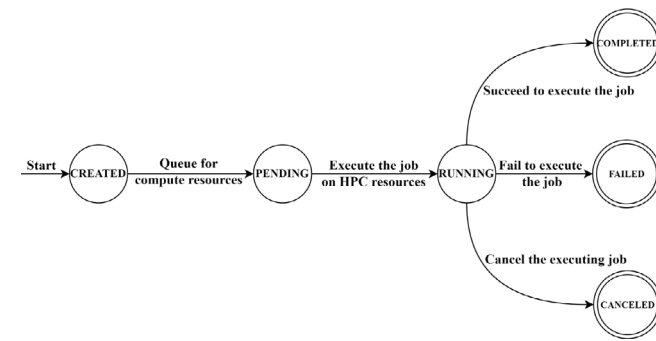 COMPLETED
Succeed to execute the job
Start
CREATED
Queue for
compute resources
PENDING
Execute the job
on HPC resources
RUNNING
Fail to execute
the job
FAILED
Cancel the executing job
CANCELED